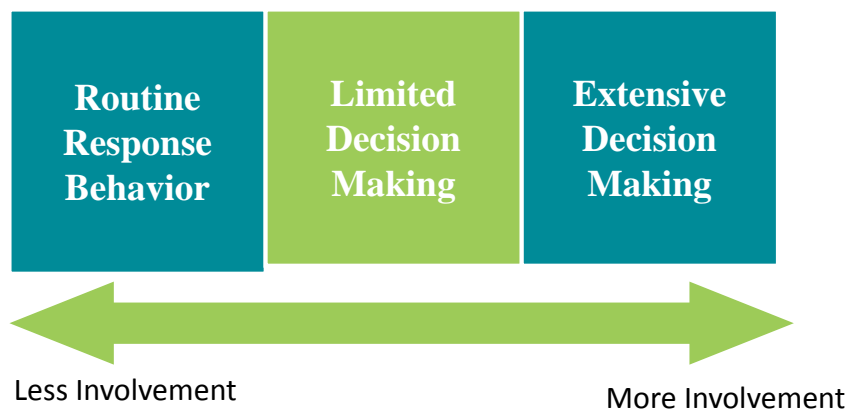 Routine
Response
Behavior
Limited
Decision
Making
Extensive
Decision
Making
Less Involvement
More Involvement